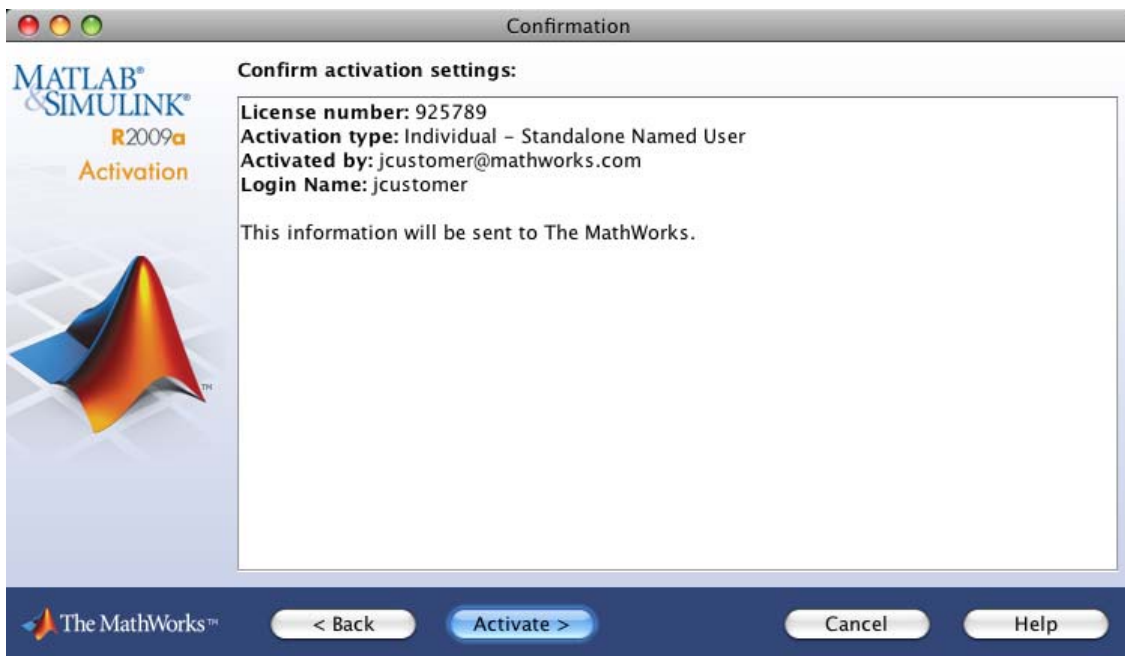 Confirmation
MATLAB®
&SIMULINK®
R2009a
Activation
TM
Confirm activation settings:
License number: 925789
Activation type: Individual – Standalone Named User
Activated by: jcustomer@mathworks.com
Login Name: jcustomer
This information will be sent to The MathWorks.
The MathWorks™
< Back
Activate >
Cancel
Help